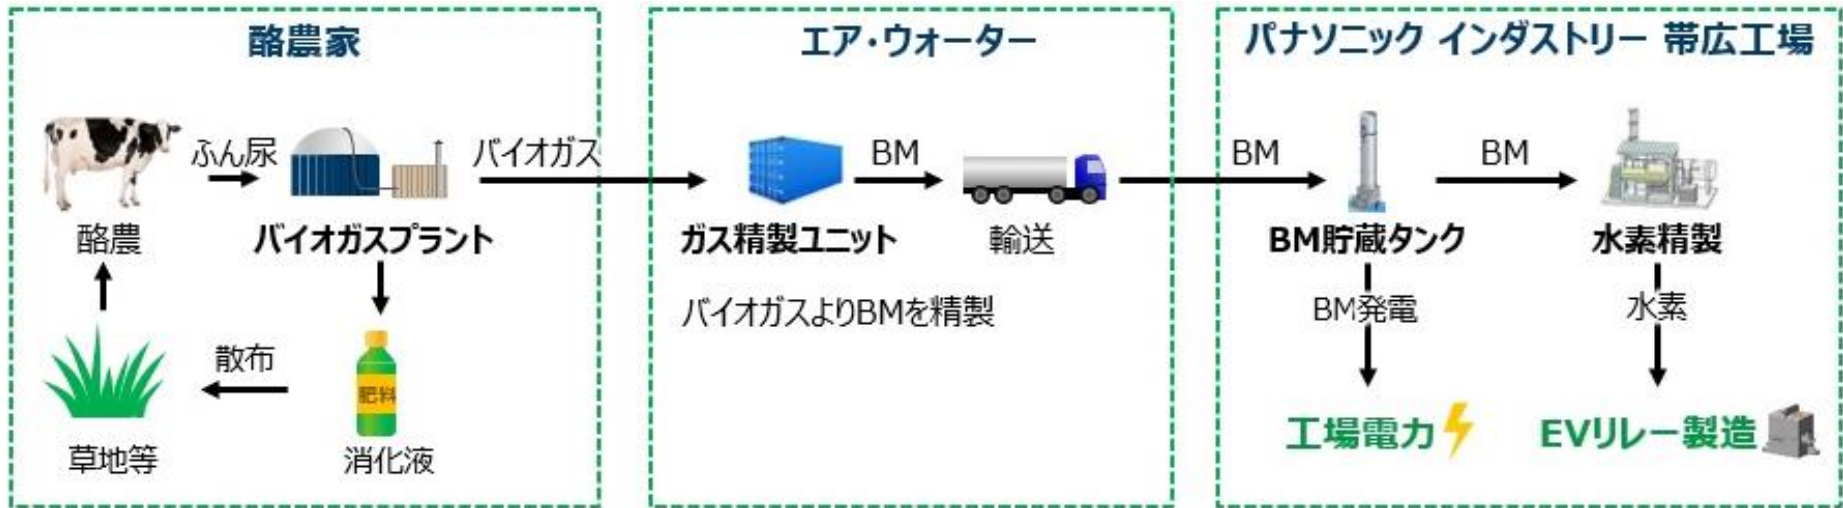 酪農家
ふん尿
バイオガス
酪農
バイオガスプラント
散布
肥料
草地等
消化液
エア・ウォーター
BM
ガス精製ユニット
輸送
バイオガスよりBMを精製
パナソニック インダストリー 帯広工場
BM
BM
BM貯蔵タンク
水素精製
BM発電
水素
工場電力
EVリレー製造